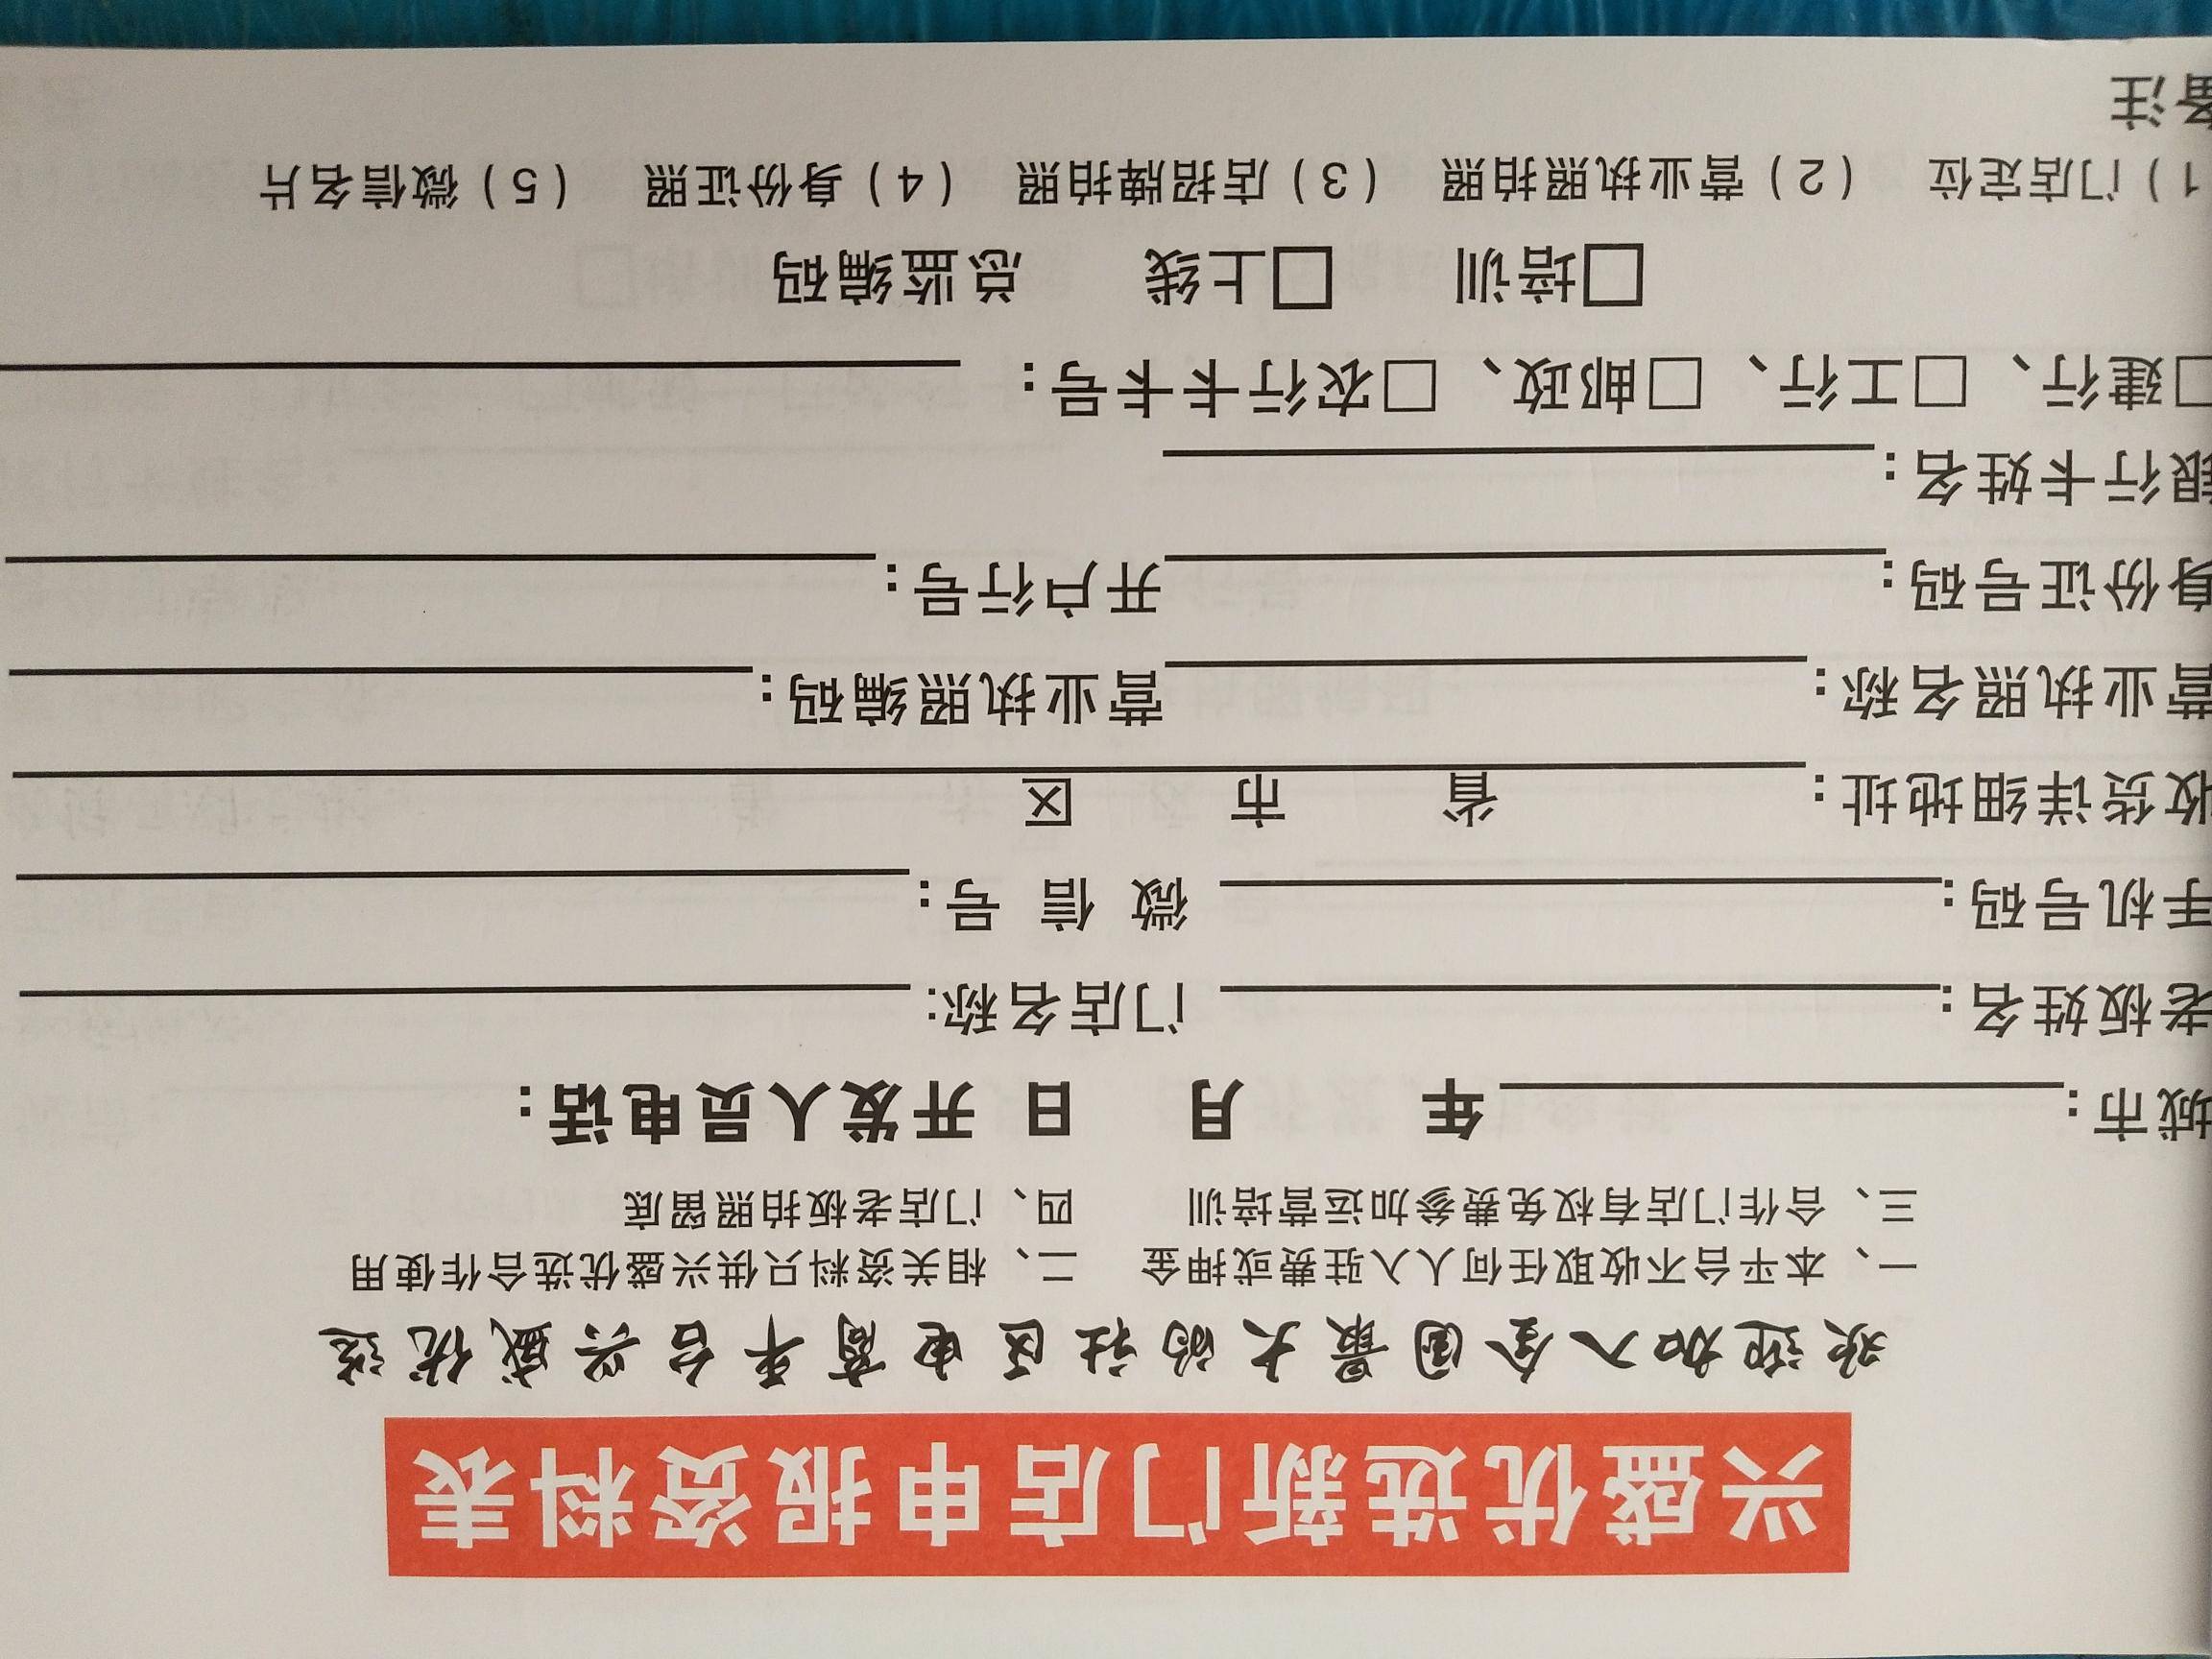 兴盛优选新门店申报资料表
欢迎加入全国最大的社区电商平台兴盛优选
一、本平台不收取任何人入驻费或押金 二、相关资料只供兴盛优选合作使用
三、合作门店有权免费参加运营培训 四、门店老板拍照留底
城市: 年 月 日 开发人员电话:
老板姓名: 门店名称:
手机号码: 微信号:
收货详细地址: 省 市 区
营业执照名称: 营业执照编码:
身份证号码: 开户行号:
银行卡姓名:
□建行、□工行、□邮政、□农行卡卡号:
□培训 □上线 总监编码
1)门店定位 (2)营业执照拍照 (3)店招牌拍照 (4)身份证照 (5)微信名片
备注